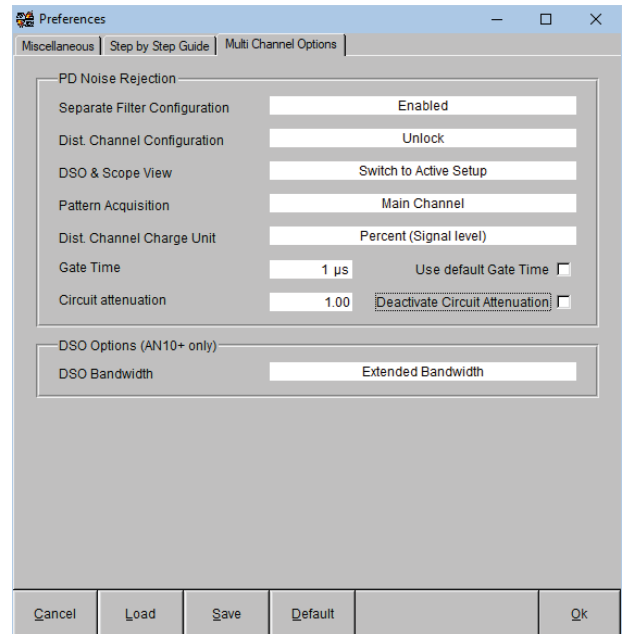 Preferences
Miscellaneous Step by Step Guide Multi Channel Options
PD Noise Rejection
Separate Filter Configuration Enabled
Dist. Channel Configuration Unlock
DSO & Scope View Switch to Active Setup
Pattern Acquisition Main Channel
Dist. Channel Charge Unit Percent (Signal level)
Gate Time 1 µs Use default Gate Time
Circuit attenuation 1.00 Deactivate Circuit Attenuation
DSO Options (AN10+ only)
DSO Bandwidth Extended Bandwidth
Cancel Load Save Default Ok